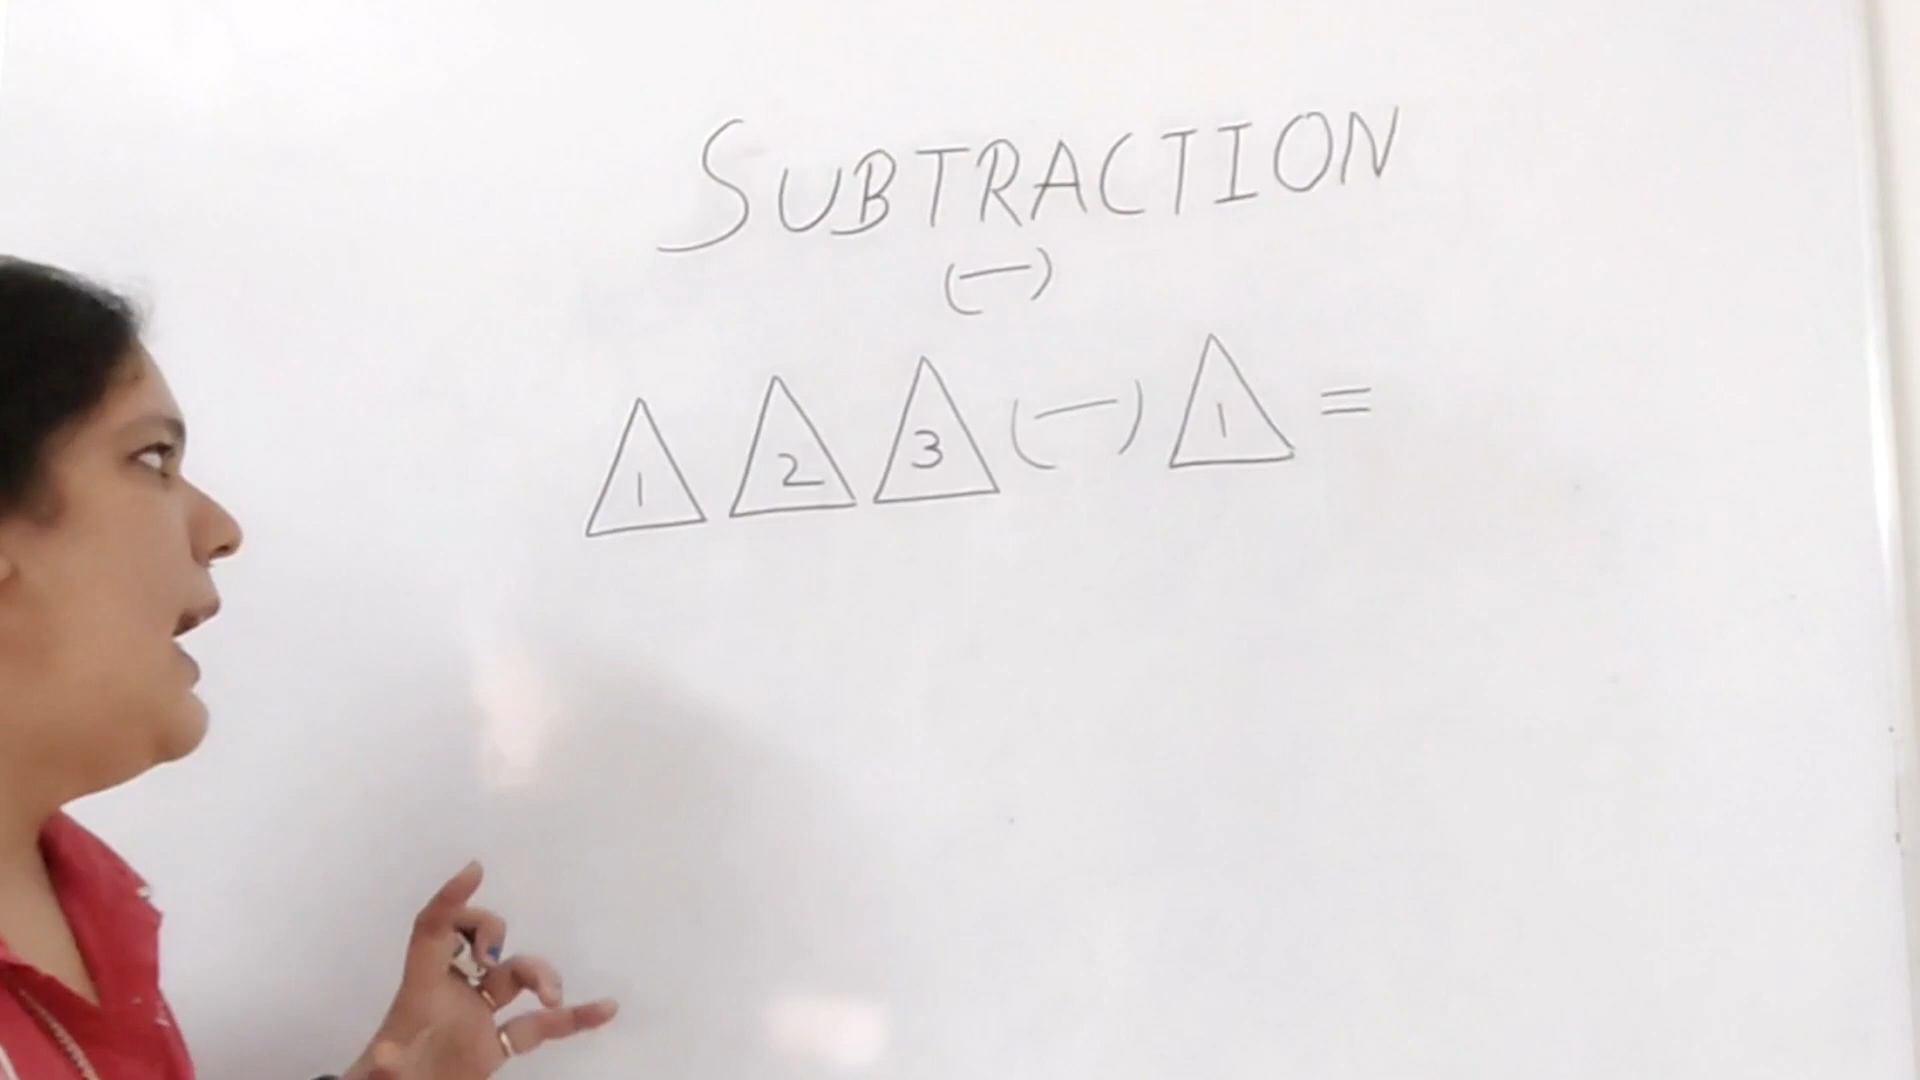 SUBTRACTION
(-)
1 2 3 (-) 1 =